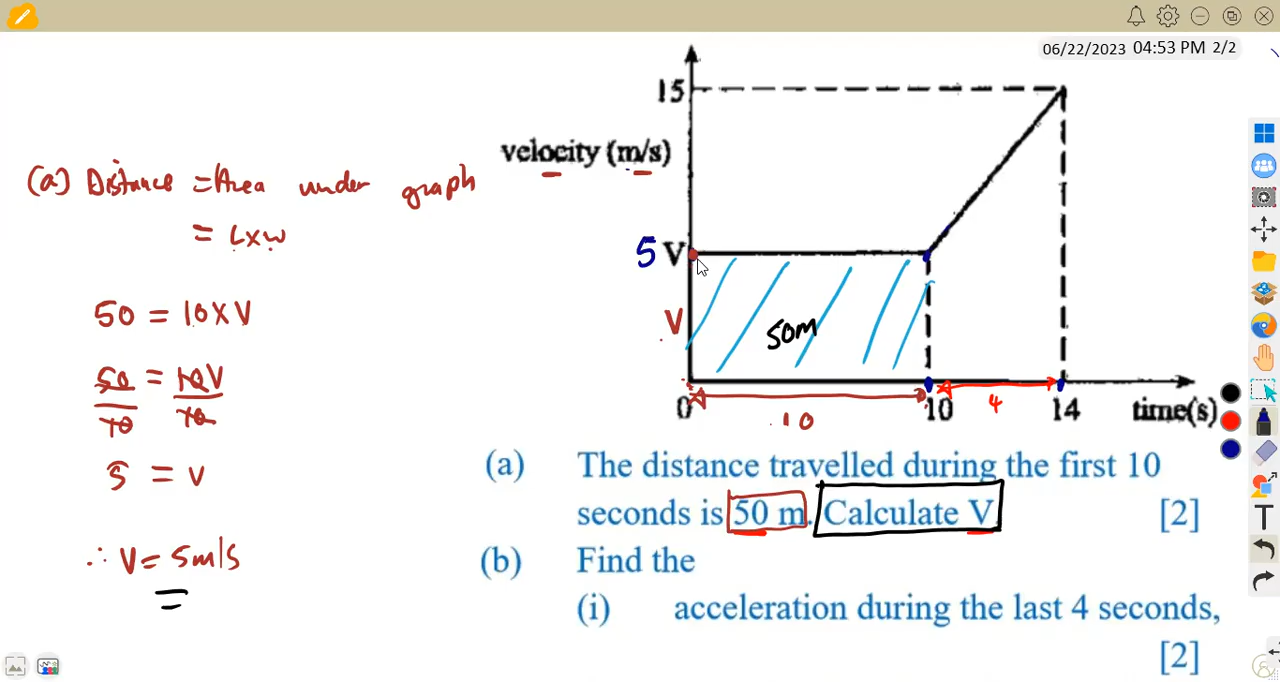 06/22/2023 04:53 PM 2/2
15
velocity (m/s)
(a) Distance = Area under graph
= L x W
5 V
50 = 10 x V
V
50m
50 = 10V
10 10
0 10 14 time(s)
10
4
5 = V
(a) The distance travelled during the first 10
seconds is 50 m. Calculate V [2]
∴ V = 5m/s
(b) Find the
(i) acceleration during the last 4 seconds,
[2]
T